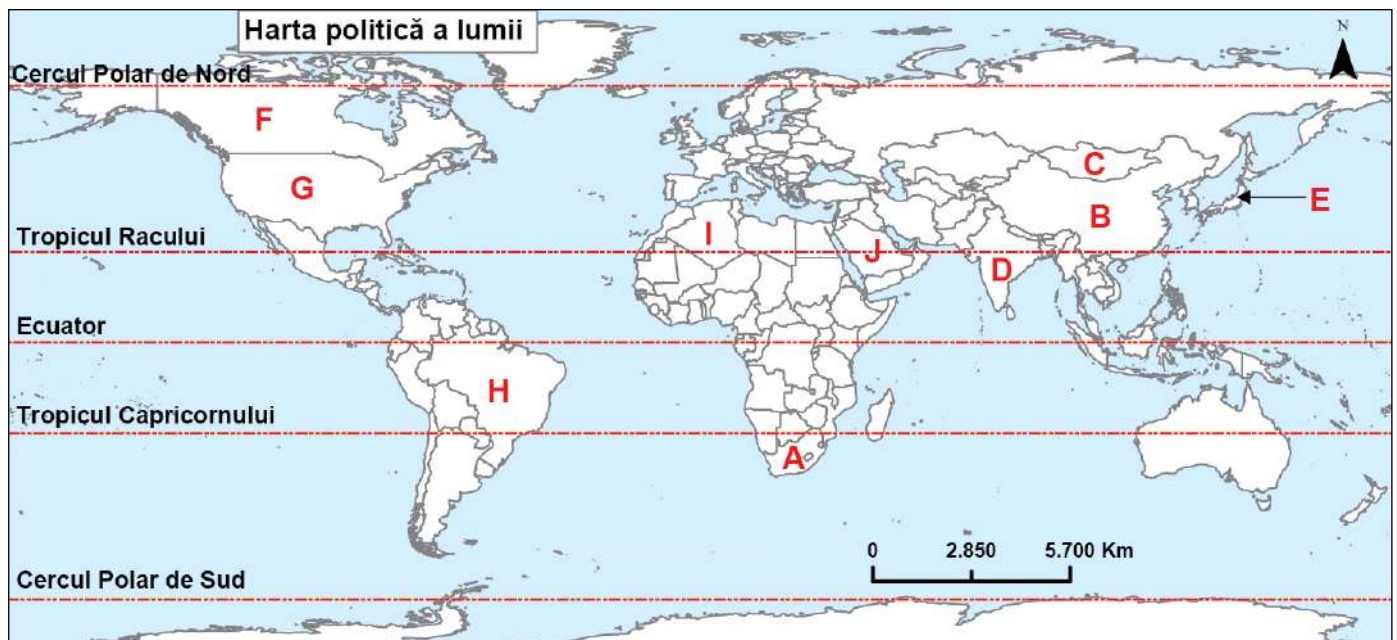 Harta politică a lumii
N
Cercul Polar de Nord
F
C
G
E
B
Tropicul Racului
I
J
D
Ecuator
H
Tropicul Capricornului
A
0 2.850 5.700 Km
Cercul Polar de Sud